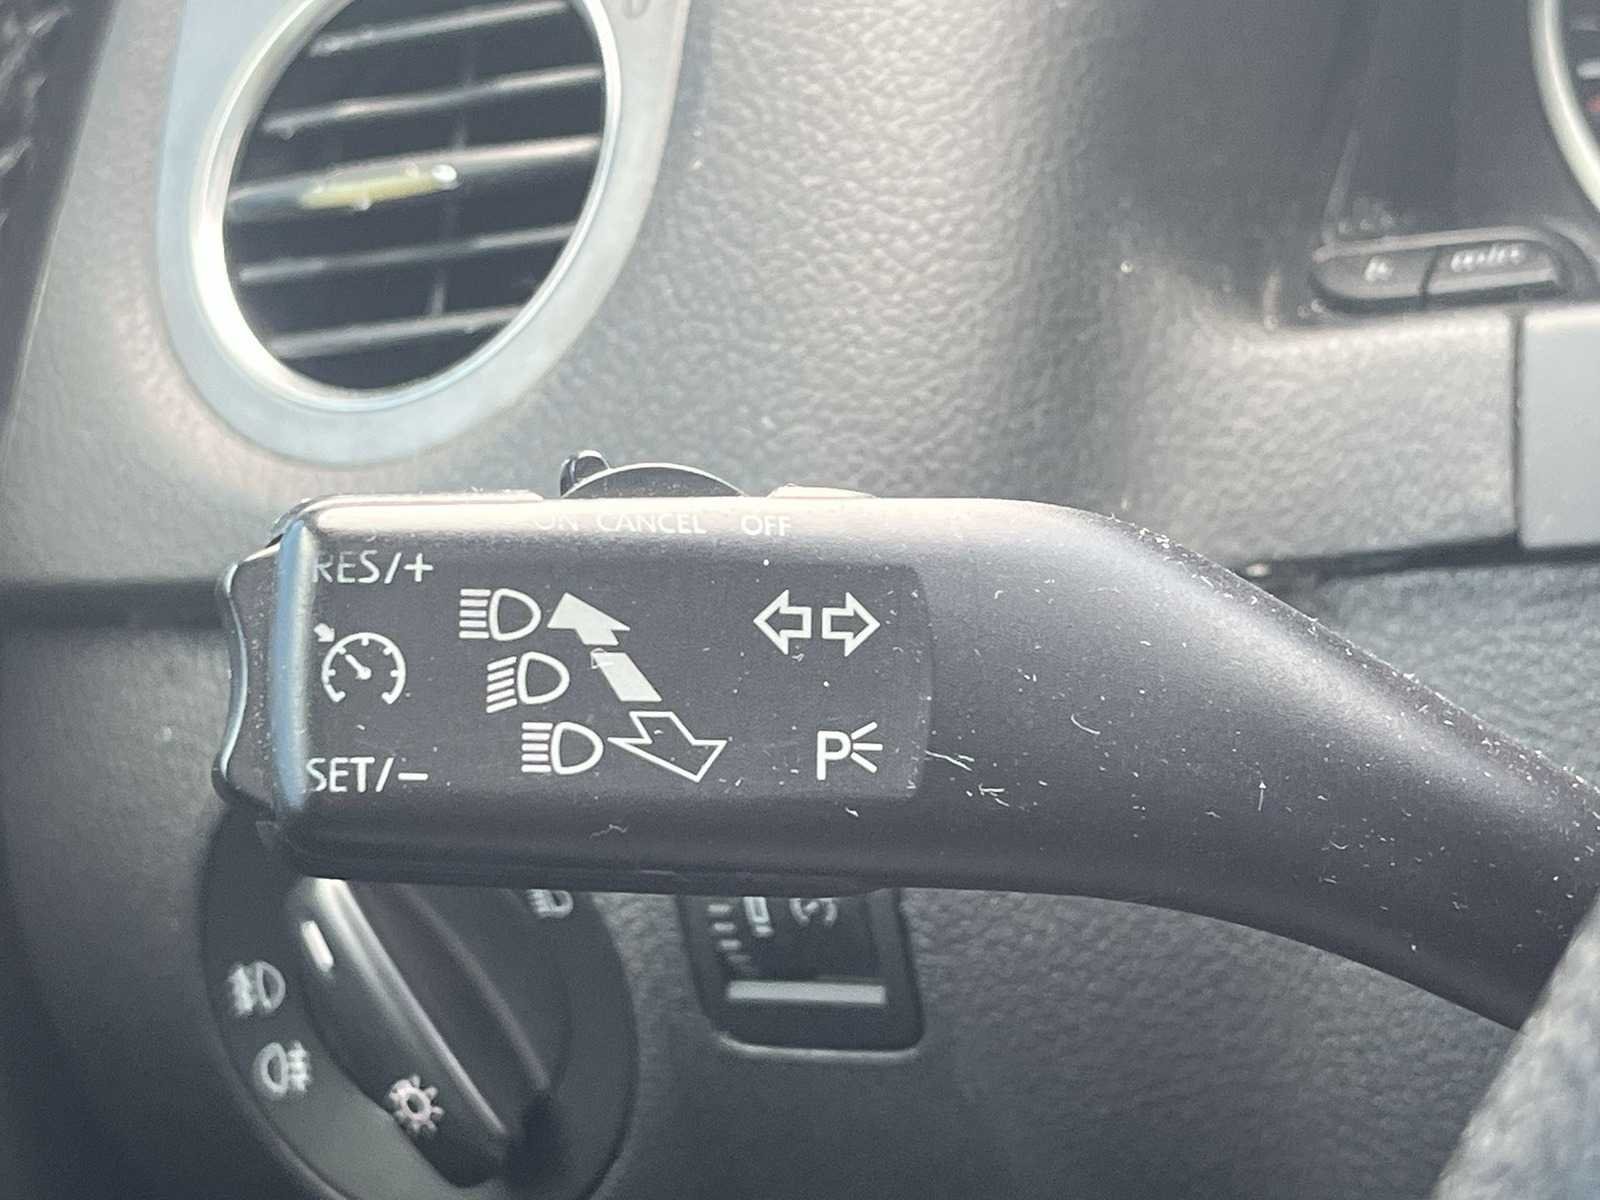 ON CANCEL OFF
RES/+
SET/-
P